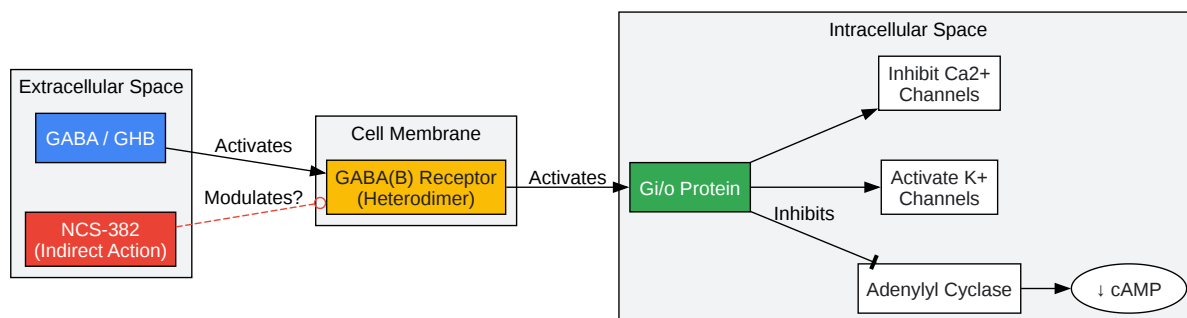 Extracellular Space
GABA / GHB
NCS-382
(Indirect Action)
Activates
Modulates?
Cell Membrane
GABA(B) Receptor
(Heterodimer)
Activates
Intracellular Space
Gi/o Protein
Inhibits
Inhibit Ca2+
Channels
Activate K+
Channels
Adenylyl Cyclase
↓ cAMP